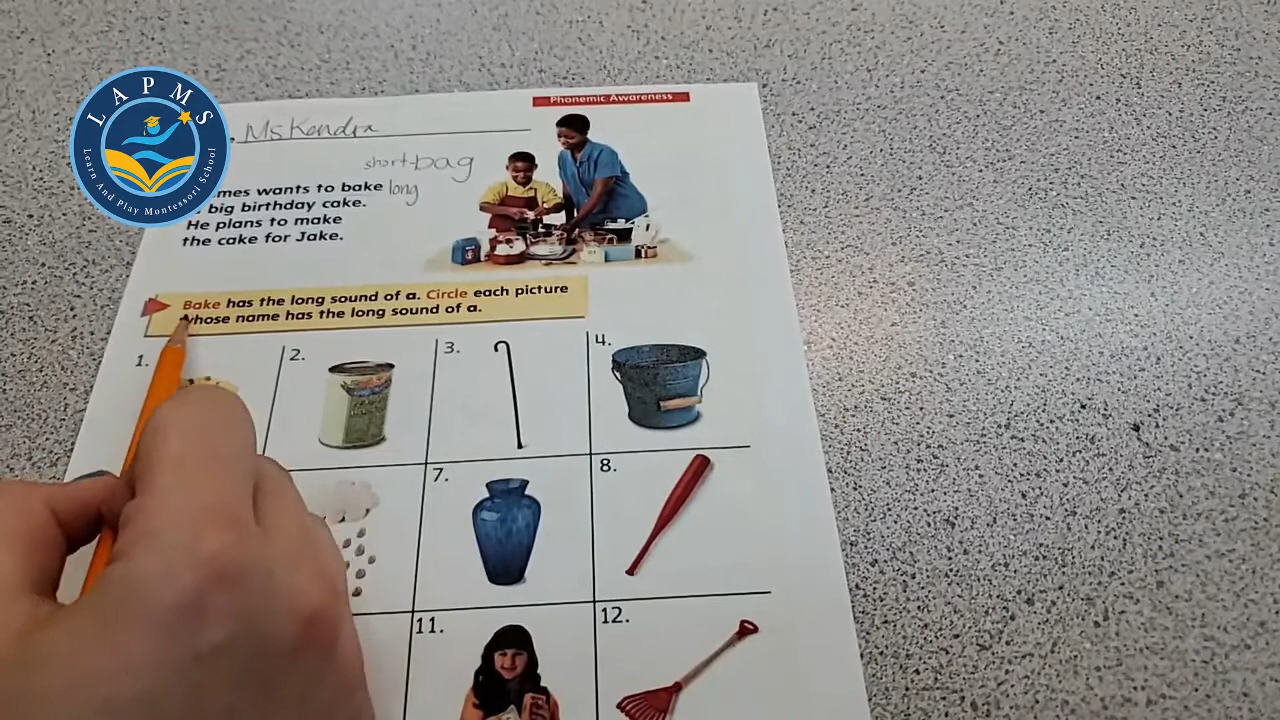 LAPMS
Learn And Play Montessori School
Phonemic Awareness
Ms Kendra
short-bag
mes wants to bake long
big birthday cake.
He plans to make
the cake for Jake.
Bake has the long sound of a. Circle each picture
whose name has the long sound of a.
1. 2. 3. 4.
7. 8.
11. 12.